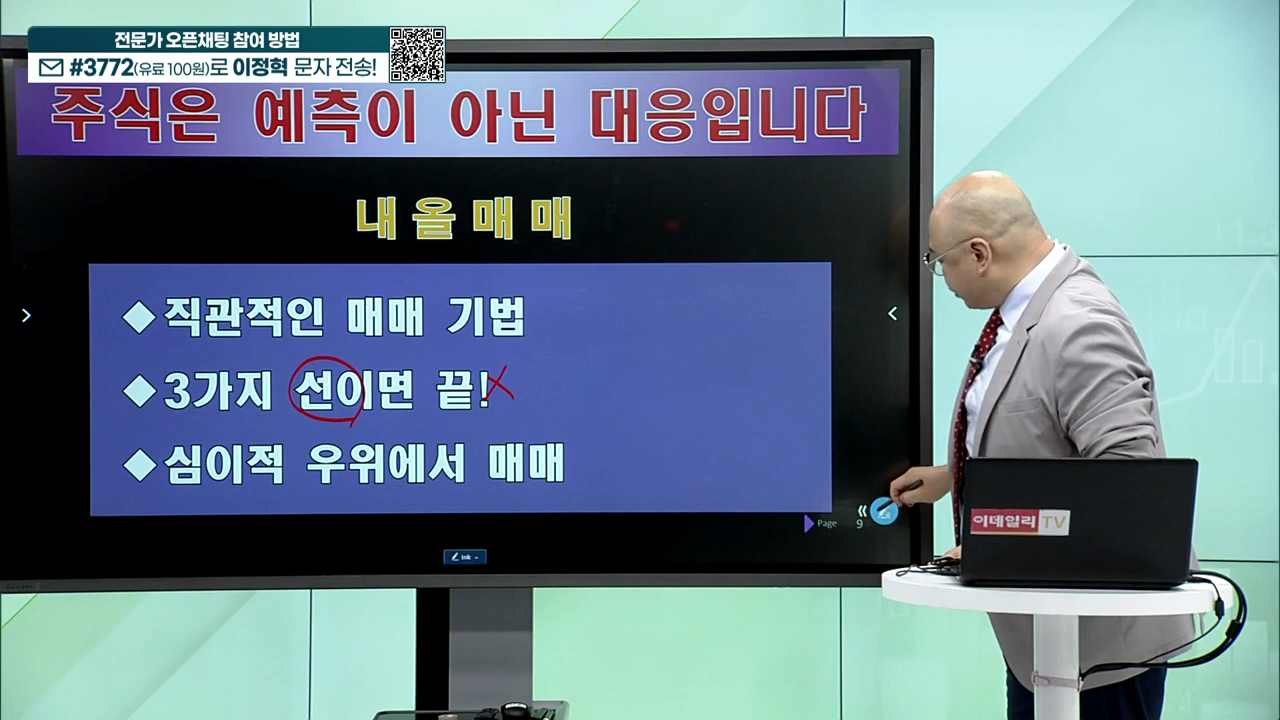 전문가 오픈채팅 참여 방법
#3772(유료 100원)로 이정혁 문자 전송!
주식은 예측이 아닌 대응입니다
내올매매
◆직관적인 매매 기법
◆3가지 선이면 끝!
◆심이적 우위에서 매매
Page 9
Ink
이데일리TV